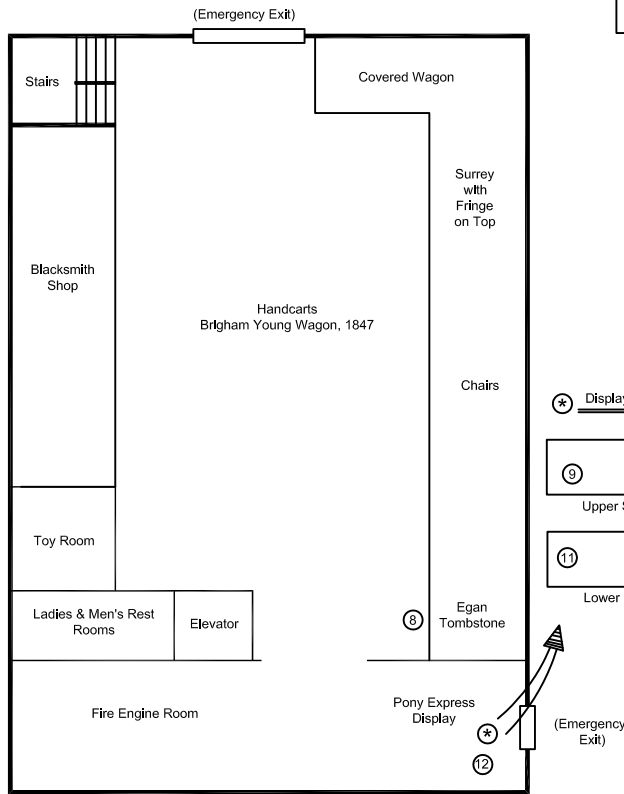 (Emergency Exit)
Stairs
Covered Wagon
Surrey
with
Fringe
on Top
Blacksmith
Shop
Handcarts
Brigham Young Wagon, 1847
Chairs
* Display
9
Upper S
11
Lower
Toy Room
Ladies & Men's Rest
Rooms
Elevator
8
Egan
Tombstone
Fire Engine Room
Pony Express
Display
*
12
(Emergency
Exit)